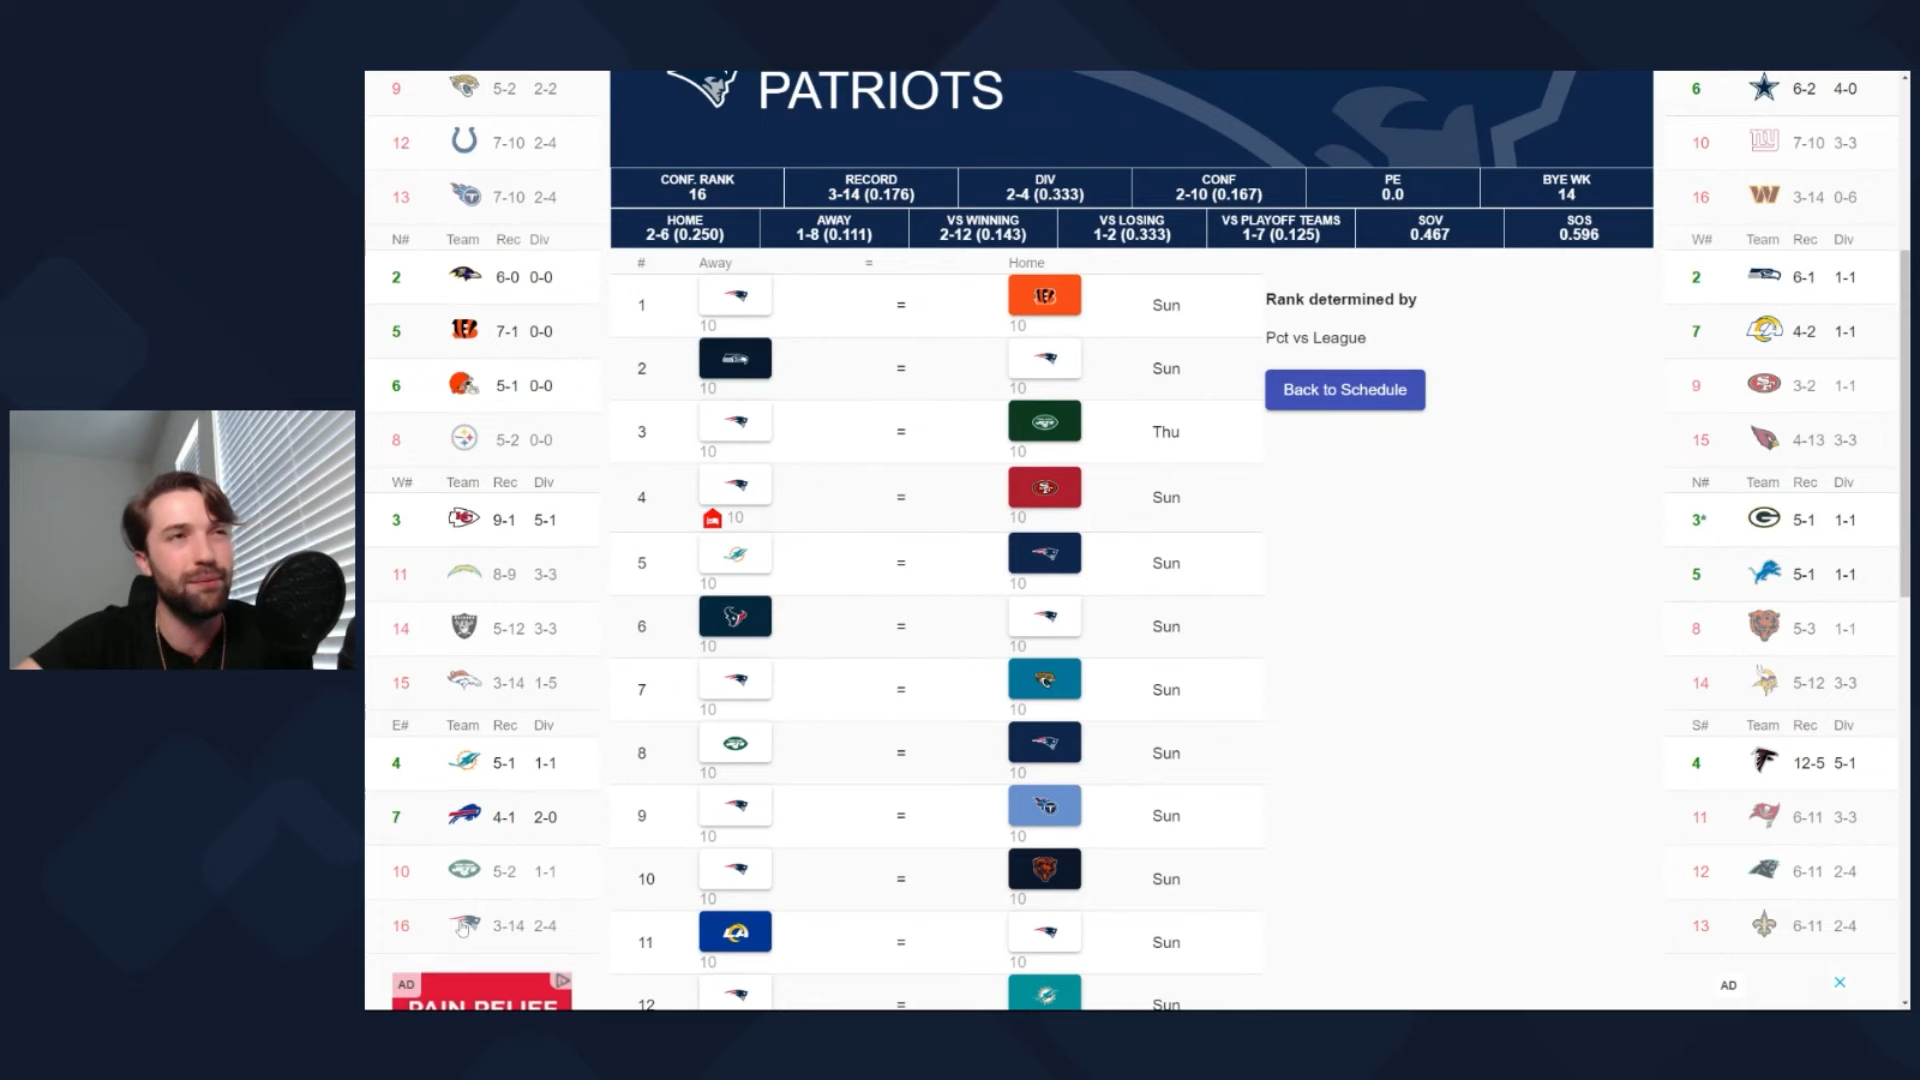 PATRIOTS
CONF. RANK RECORD DIV CONF PE BYE WK
16 3-14 (0.176) 2-4 (0.333) 2-10 (0.167) 0.0 14
HOME AWAY VS WINNING VS LOSING VS PLAYOFF TEAMS SOV SOS
2-6 (0.250) 1-8 (0.111) 2-12 (0.143) 1-2 (0.333) 1-7 (0.125) 0.467 0.596
9 5-2 2-2
12 7-10 2-4
13 7-10 2-4
N# Team Rec Div
2 6-0 0-0
5 7-1 0-0
6 5-1 0-0
8 5-2 0-0
W# Team Rec Div
3 9-1 5-1
11 8-9 3-3
14 5-12 3-3
15 3-14 1-5
E# Team Rec Div
4 5-1 1-1
7 4-1 2-0
10 5-2 1-1
16 3-14 2-4
AD
PAIN RELIEF
# Away = Home
1 = Sun
10 10
2 = Sun
10 10
3 = Thu
10 10
4 = Sun
10 10
5 = Sun
10 10
6 = Sun
10 10
7 = Sun
10 10
8 = Sun
10 10
9 = Sun
10 10
10 = Sun
10 10
11 = Sun
10 10
12 = Sun
Rank determined by
Pct vs League
Back to Schedule
6 6-2 4-0
10 7-10 3-3
16 3-14 0-6
W# Team Rec Div
2 6-1 1-1
7 4-2 1-1
9 3-2 1-1
15 4-13 3-3
N# Team Rec Div
3* 5-1 1-1
5 5-1 1-1
8 5-3 1-1
14 5-12 3-3
S# Team Rec Div
4 12-5 5-1
11 6-11 3-3
12 6-11 2-4
13 6-11 2-4
AD